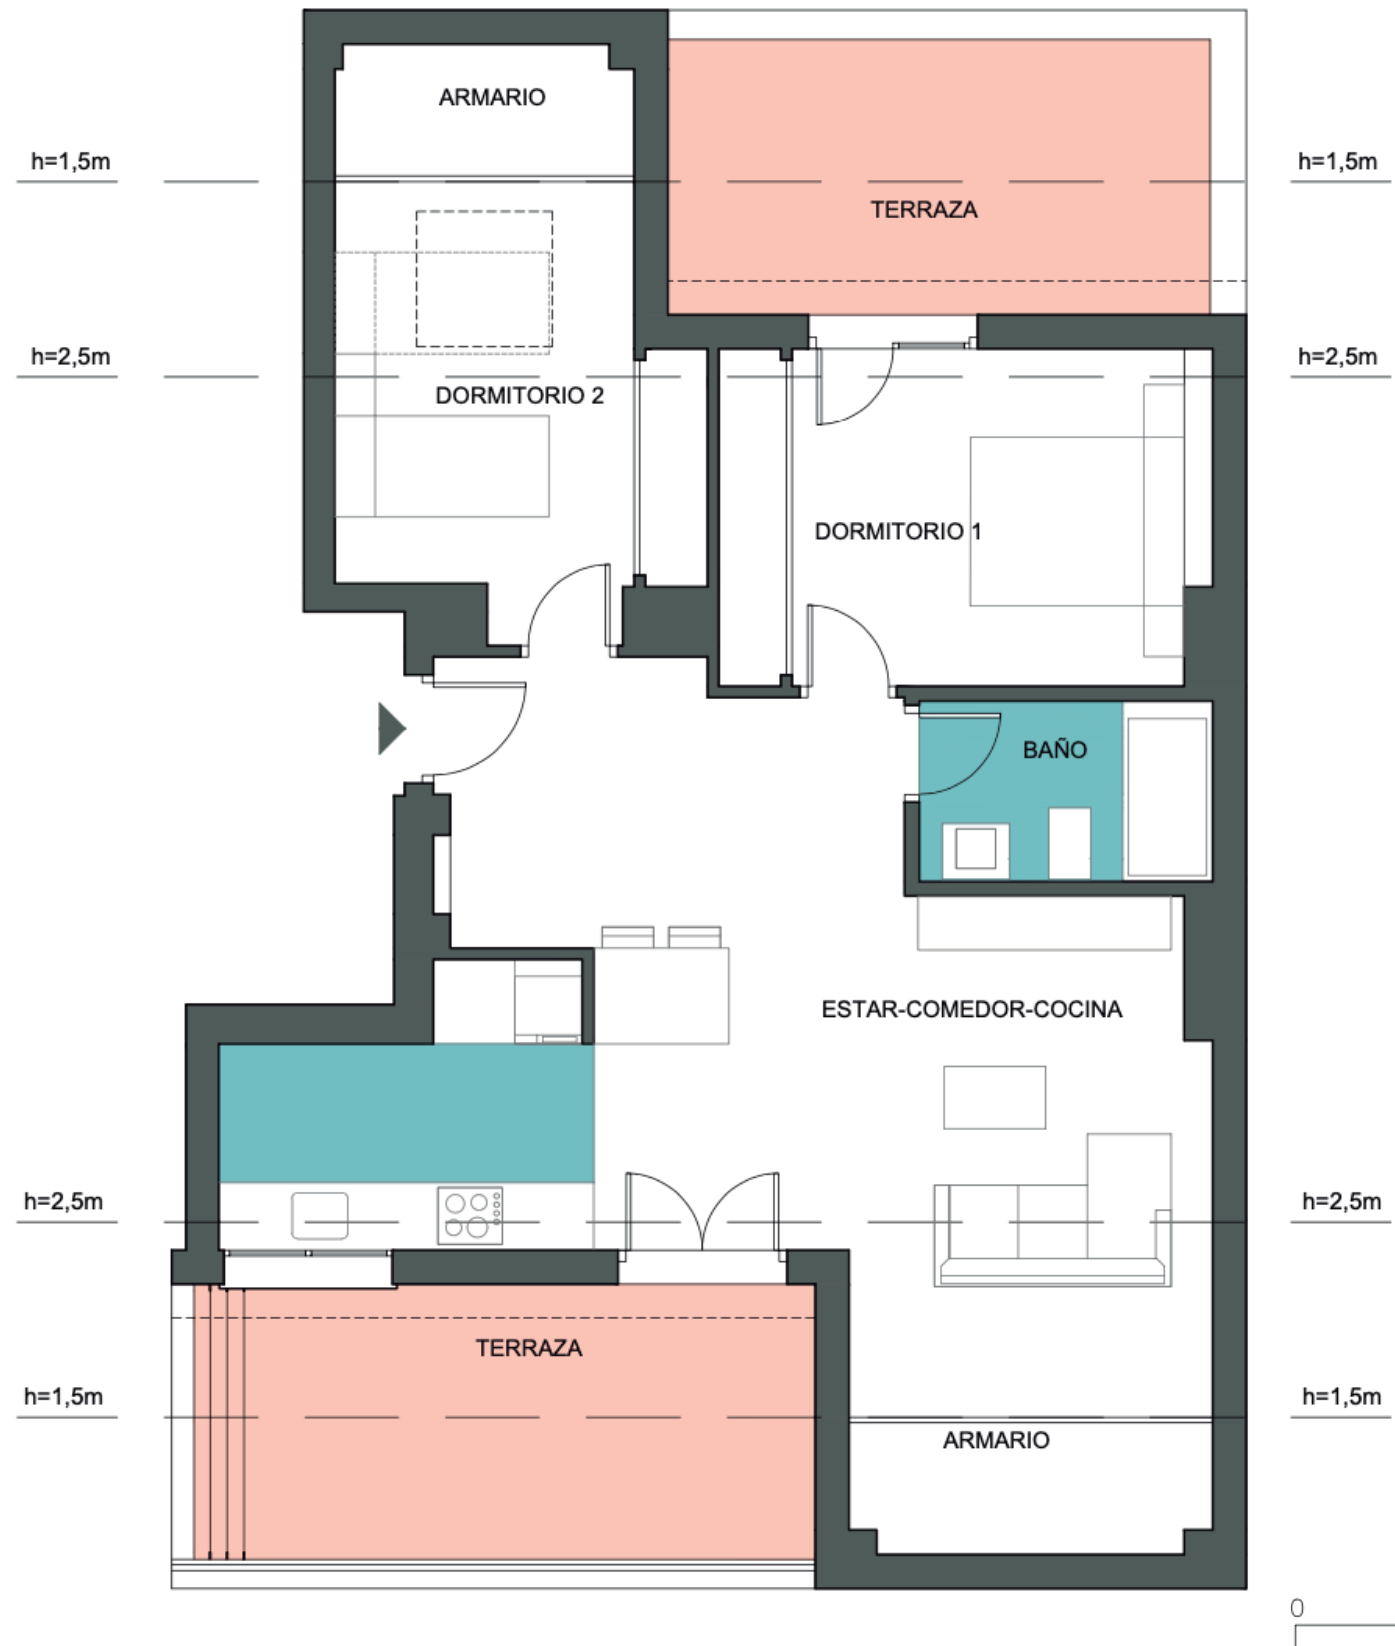 ARMARIO
h=1,5m
h=1,5m
TERRAZA
h=2,5m
h=2,5m
DORMITORIO 2
DORMITORIO 1
BAÑO
ESTAR-COMEDOR-COCINA
h=2,5m
h=2,5m
TERRAZA
h=1,5m
h=1,5m
ARMARIO
0